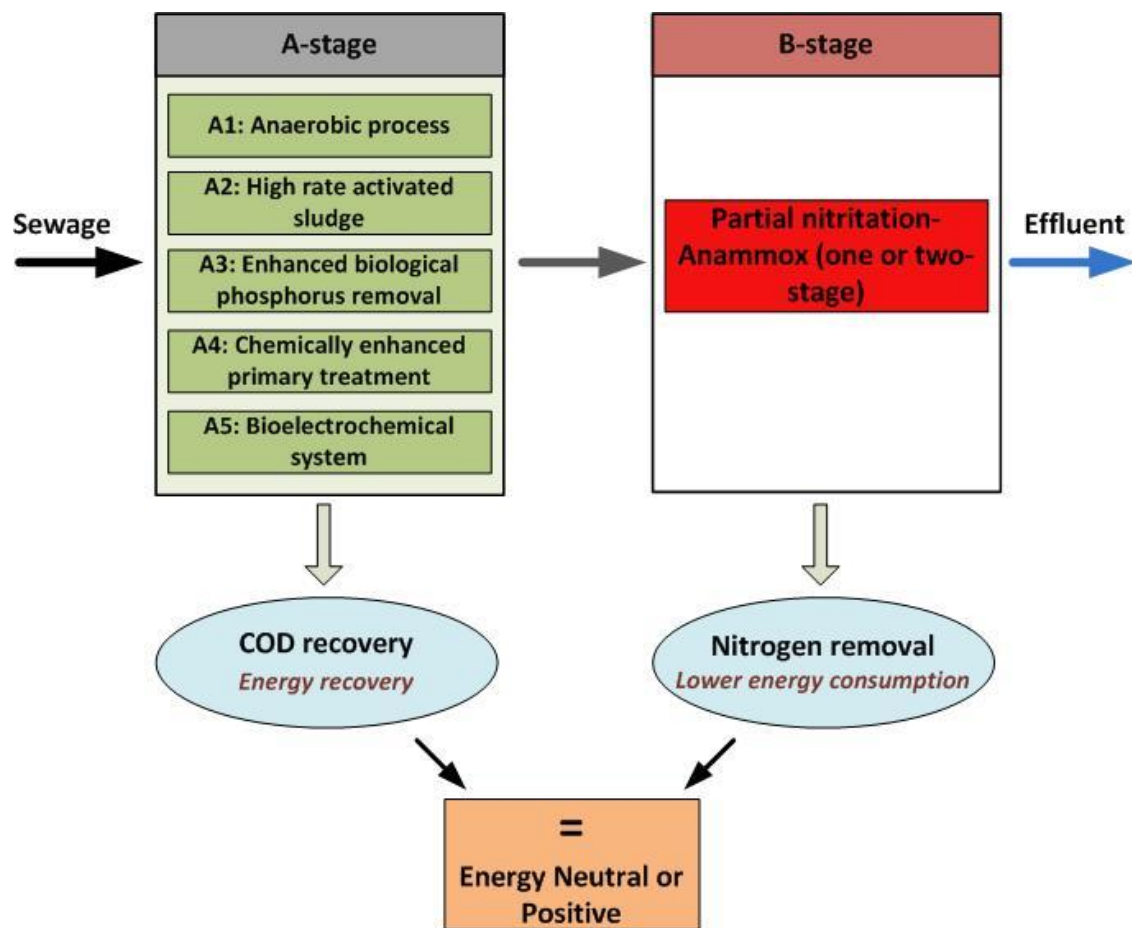 A-stage
B-stage
A1: Anaerobic process
A2: High rate activated
sludge
A3: Enhanced biological
phosphorus removal
A4: Chemically enhanced
primary treatment
A5: Bioelectrochemical
system
Sewage
Partial nitritation-
Anammox (one or two-
stage)
Effluent
COD recovery
Energy recovery
Nitrogen removal
Lower energy consumption
=
Energy Neutral or
Positive